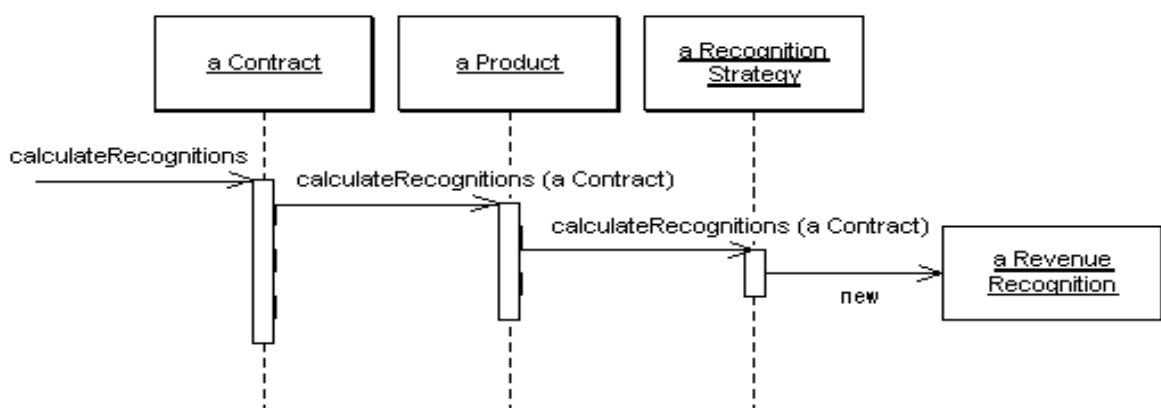 a Contract
a Product
a Recognition
Strategy
calculateRecognitions
calculateRecognitions (a Contract)
calculateRecognitions (a Contract)
a Revenue
Recognition
new